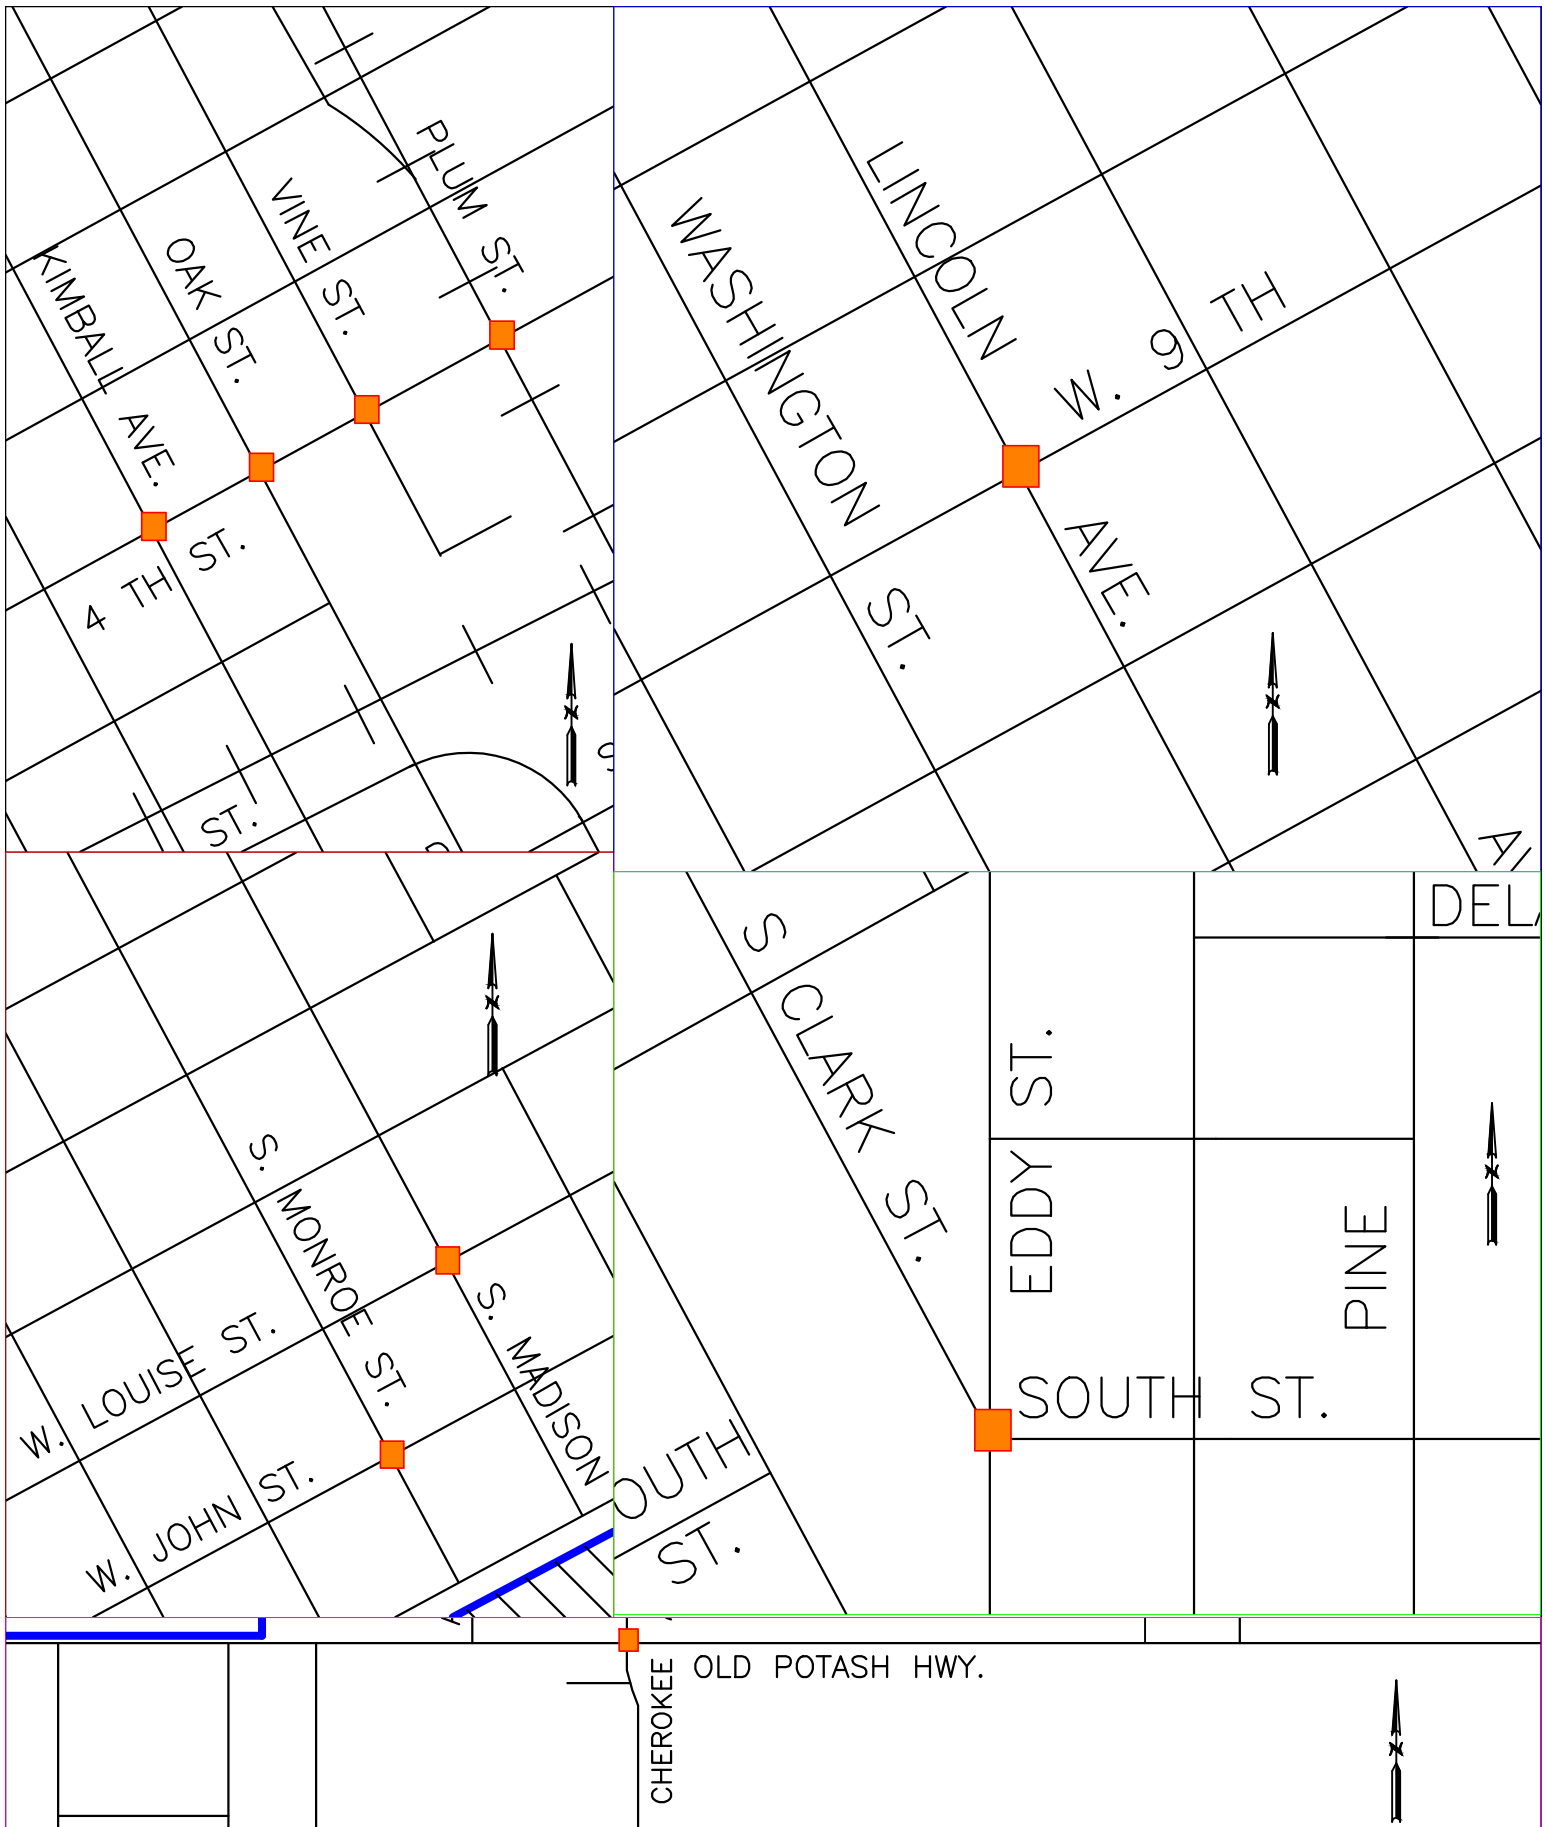 PLUM ST.
VINE ST.
OAK ST.
KIMBALL AVE.
4 TH ST.
ST.
N
LINCOLN AVE.
WASHINGTON ST.
W. 9 TH
N
S. MONROE ST.
S. MADISON
W. LOUISE ST.
W. JOHN ST.
N
DEL
S CLARK ST.
EDDY ST.
PINE
SOUTH ST.
OUTH
ST.
N
OLD POTASH HWY.
CHEROKEE
N